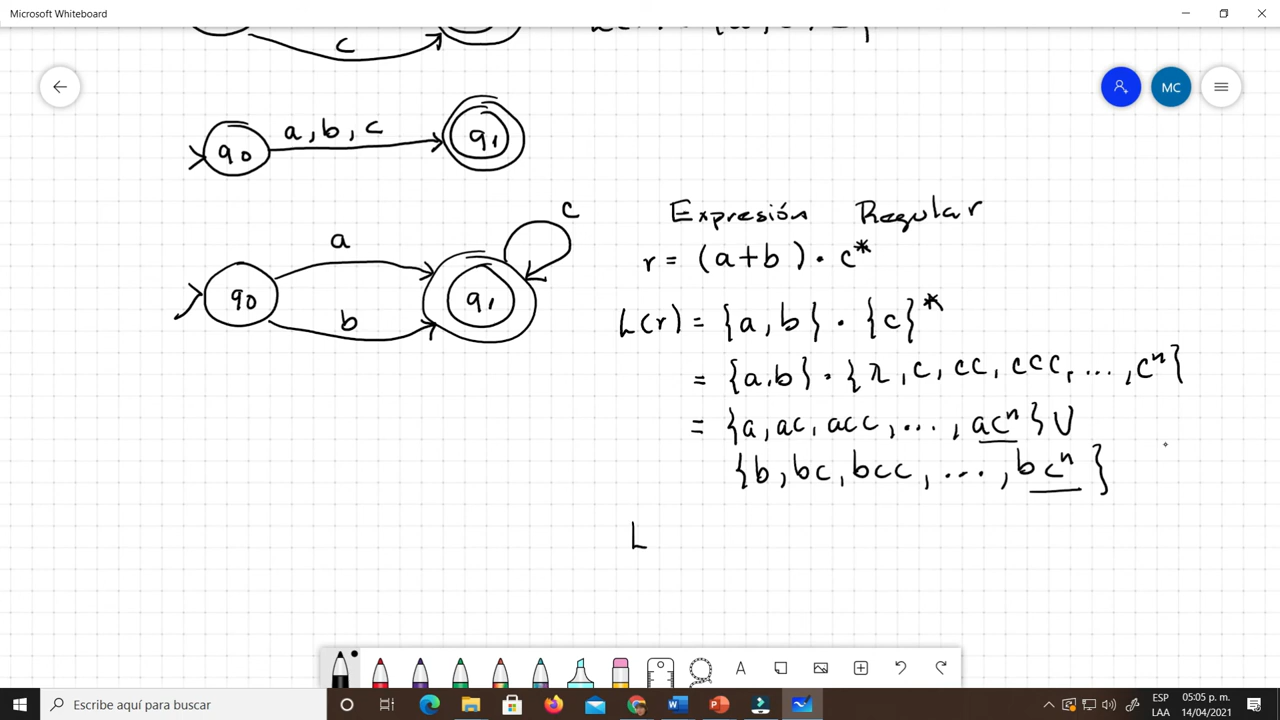 Microsoft Whiteboard
c
MC
a, b, c
q0
q1
a
c
q0
q1
b
Expresión Regular
r = (a+b) · c*
L(r) = {a, b} · {c}*
= {a,b} · {λ, c, cc, ccc, ..., cⁿ}
= {a, ac, acc, ..., acⁿ} ∪
{b, bc, bcc, ..., bcⁿ}
L
A
Escribe aquí para buscar
ESP
LAA
05:05 p. m.
14/04/2021